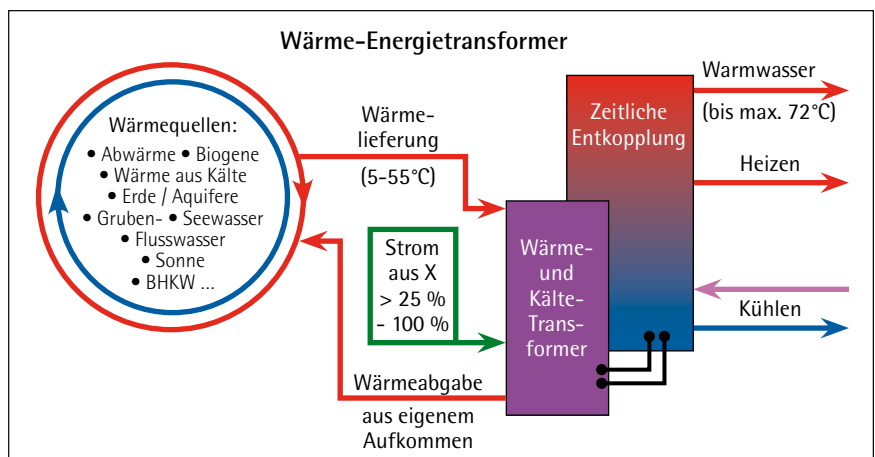 Wärme-Energietransformer
Wärmequellen:
• Abwärme • Biogene
• Wärme aus Kälte
• Erde / Aquifere
• Gruben- • Seewasser
• Flusswasser
• Sonne
• BHKW ...
Wärme-
lieferung
(5-55°C)
Strom
aus X
> 25 %
- 100 %
Wärmeabgabe
aus eigenem
Aufkommen
Wärme-
und
Kälte-
Trans-
former
Zeitliche
Entkopplung
Warmwasser
(bis max. 72°C)
Heizen
Kühlen